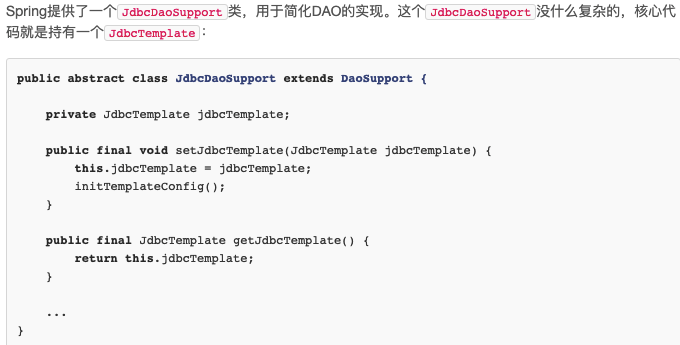 Spring提供了一个JdbcDaoSupport类，用于简化DAO的实现。这个JdbcDaoSupport没什么复杂的，核心代
码就是持有一个JdbcTemplate：
public abstract class JdbcDaoSupport extends DaoSupport {
    private JdbcTemplate jdbcTemplate;
    public final void setJdbcTemplate(JdbcTemplate jdbcTemplate) {
        this.jdbcTemplate = jdbcTemplate;
        initTemplateConfig();
    }
    public final JdbcTemplate getJdbcTemplate() {
        return this.jdbcTemplate;
    }
    ...
}